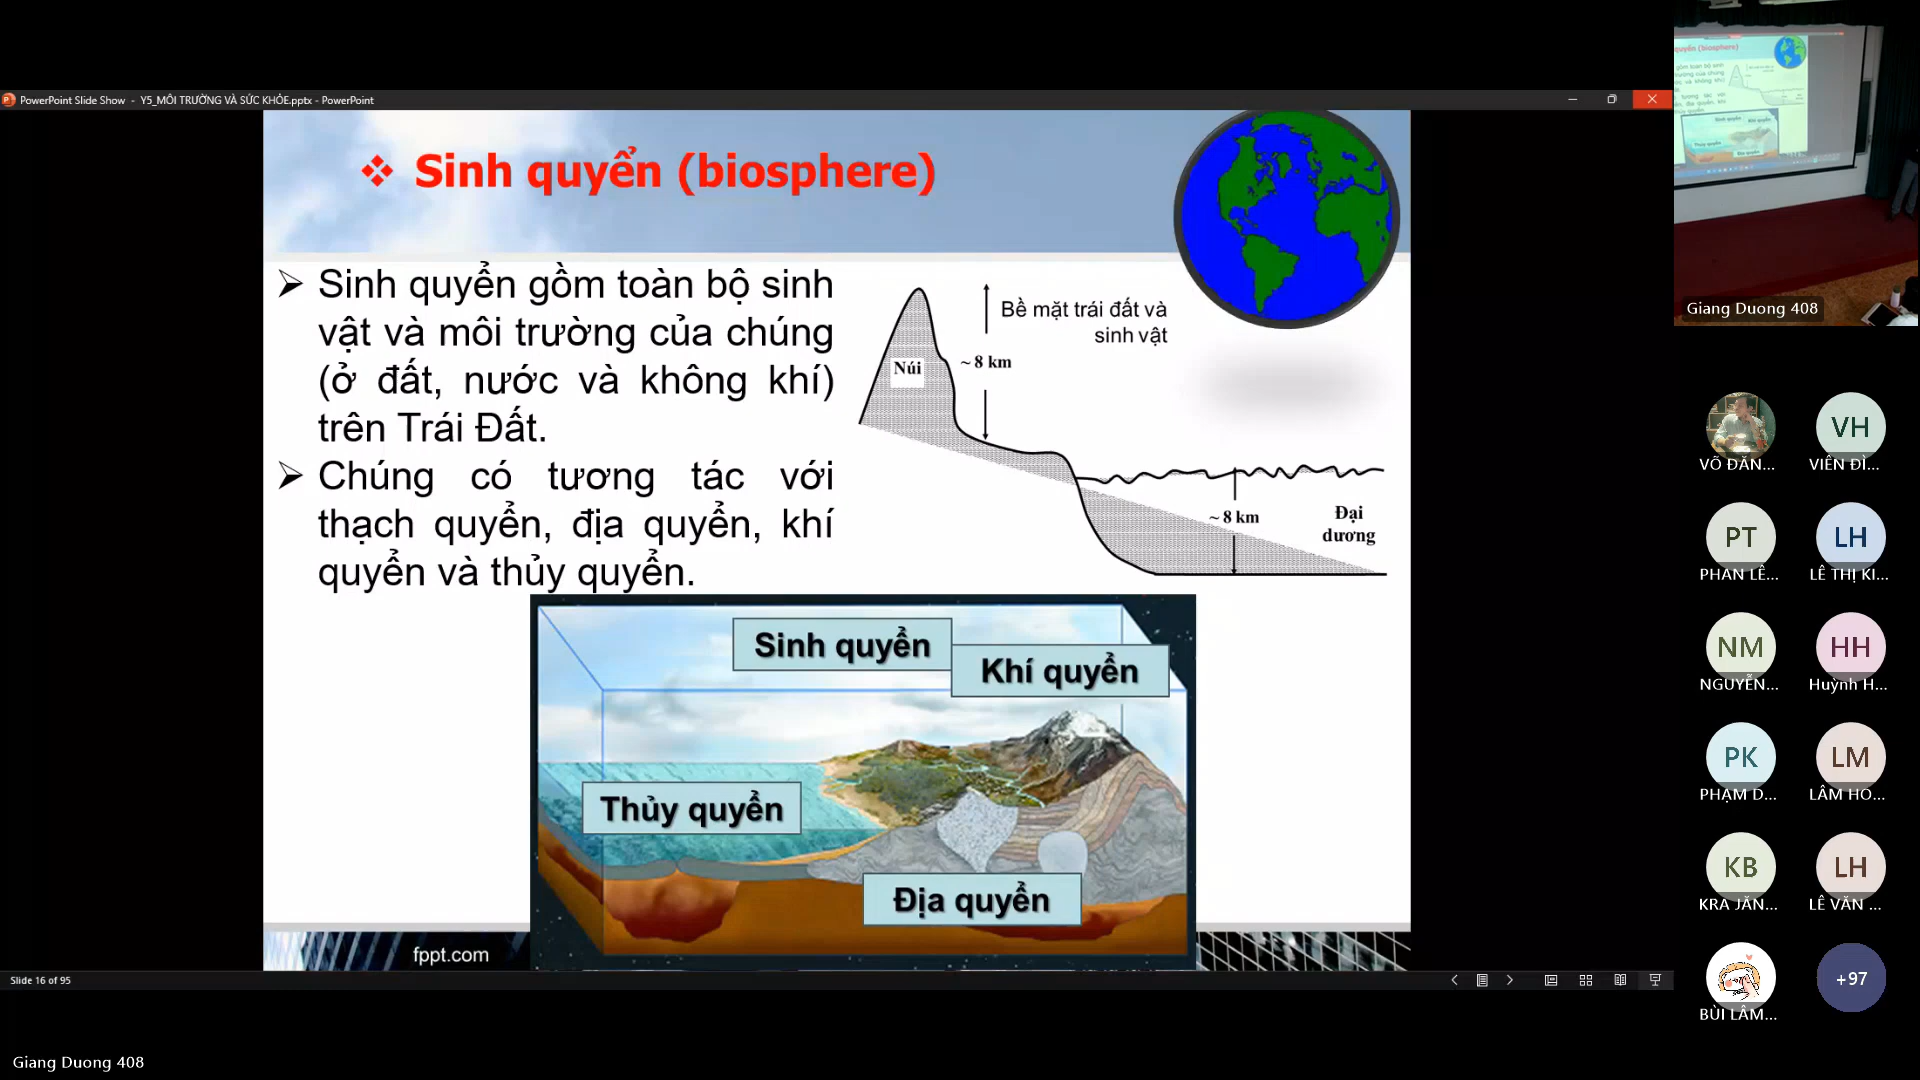 PowerPoint Slide Show - Y5_MÔI TRƯỜNG VÀ SỨC KHỎE.pptx - PowerPoint
❖ Sinh quyển (biosphere)
➢ Sinh quyển gồm toàn bộ sinh
vật và môi trường của chúng
(ở đất, nước và không khí)
trên Trái Đất.
➢ Chúng có tương tác với
thạch quyển, địa quyển, khí
quyển và thủy quyển.
Bề mặt trái đất và
sinh vật
Núi
~ 8 km
~ 8 km
Đại
dương
Sinh quyển
Khí quyển
Thủy quyển
Địa quyển
fppt.com
Slide 16 of 95
Giang Duong 408
Giang Duong 408
VÕ ĐĂN...
VH
VIÊN ĐÌ...
PT
PHAN LÊ...
LH
LÊ THỊ KI...
NM
NGUYỄN...
HH
Huỳnh H...
PK
PHẠM D...
LM
LÂM HO...
KB
KRA JĂN...
LH
LÊ VĂN ...
BÙI LÂM...
+97